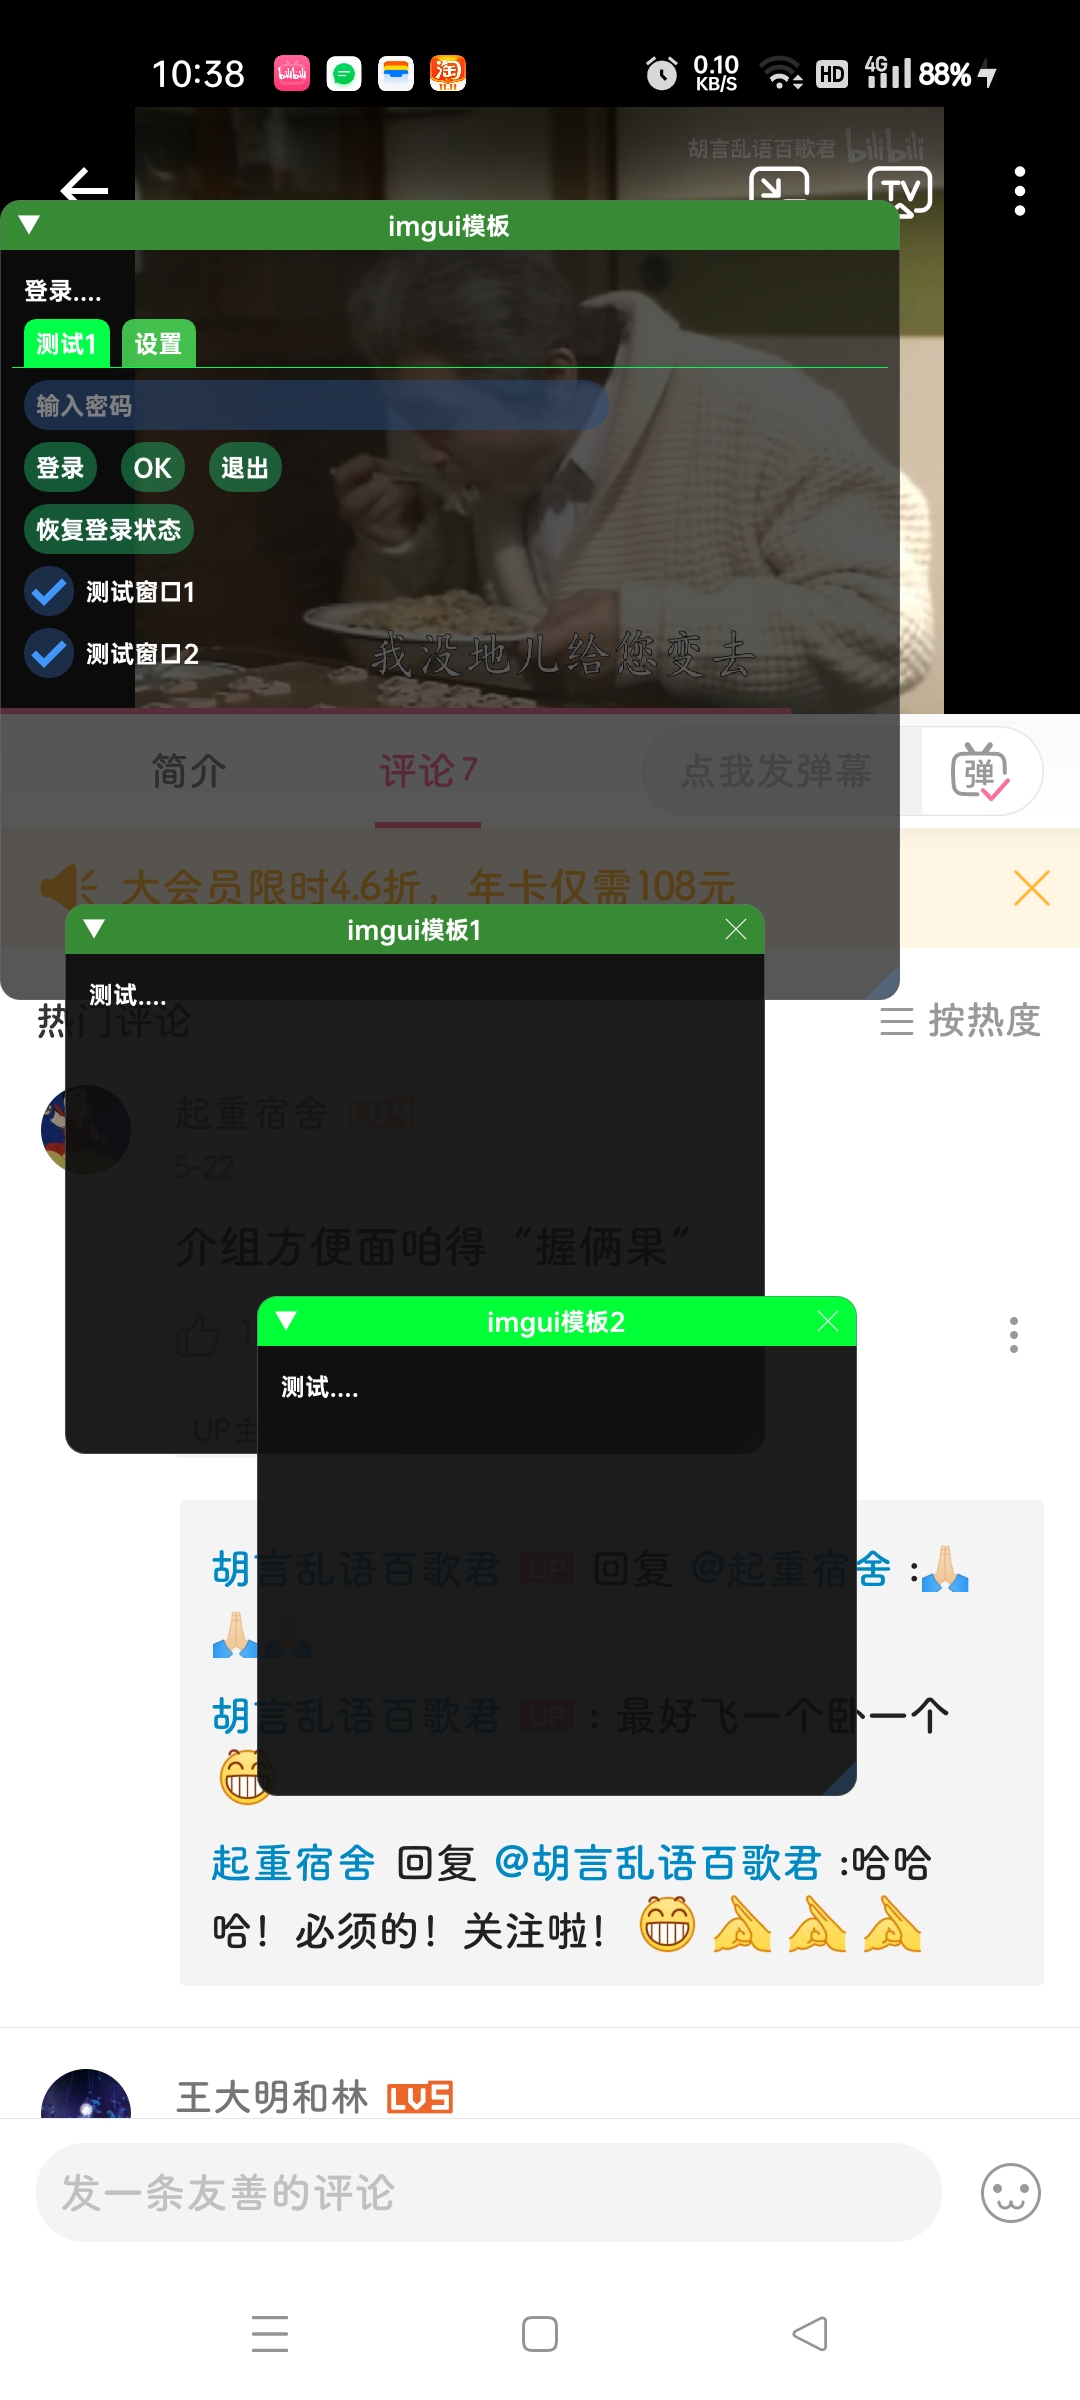 10:38 bilibili 淘 0.10 KB/S HD 4G 88%
胡言乱语百歌君 bilibili
TV
imgui模板
登录....
测试1 设置
输入密码
登录 OK 退出
恢复登录状态
测试窗口1
测试窗口2
我没地儿给您变去
简介 评论 7 点我发弹幕 弹
大会员限时4.6折，年卡仅需108元
imgui模板1
测试....
热门评论 按热度
起重宿舍 LV4
5-22
介组方便面咱得“握俩果”
imgui模板2
测试....
UP主
胡言乱语百歌君 UP 回复 @起重宿舍 :🙏🏻
🙏🏻🙏🏻
胡言乱语百歌君 UP : 最好飞一个卧一个
😁
起重宿舍 回复 @胡言乱语百歌君 :哈哈
哈！必须的！关注啦！
王大明和林 LV5
发一条友善的评论